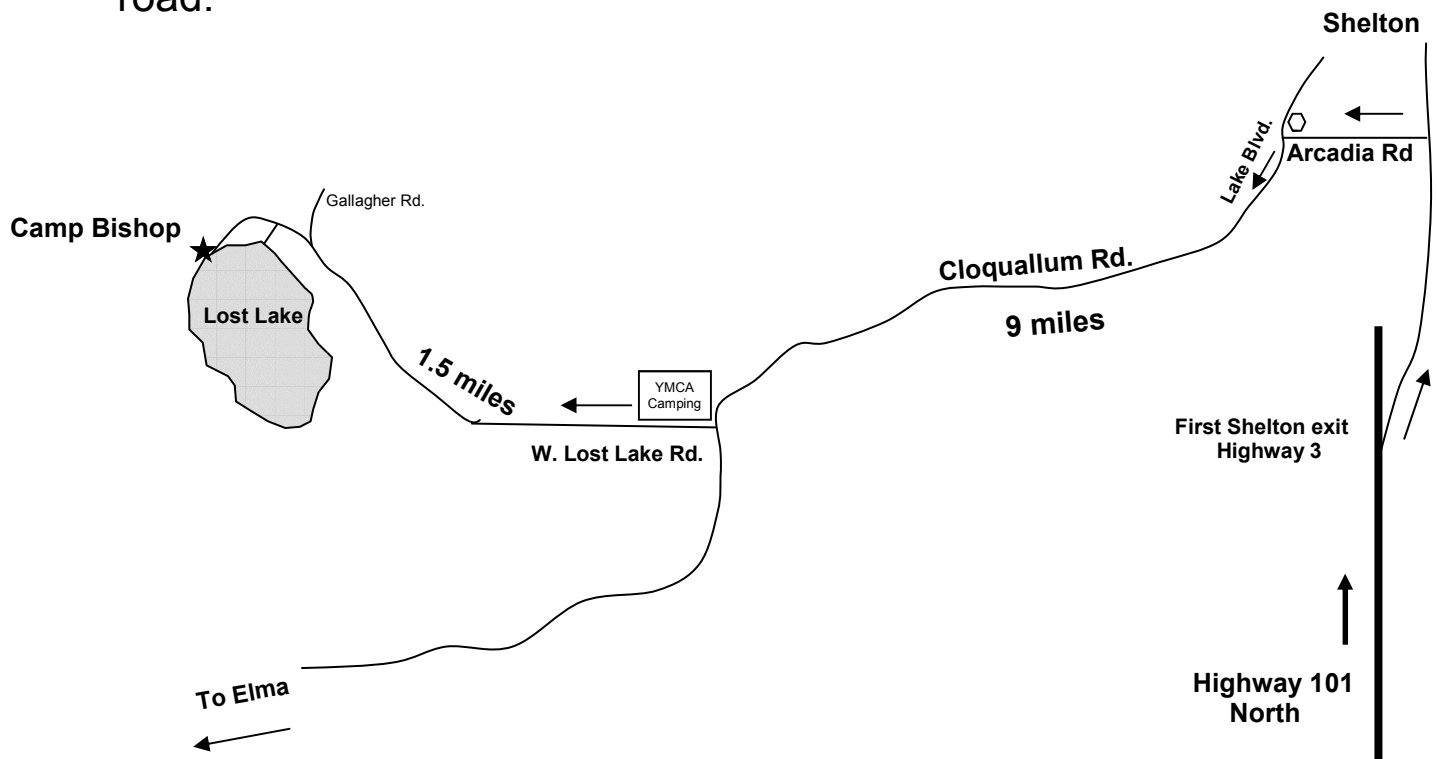 road.
Shelton
Lake Blvd.
Arcadia Rd
Gallagher Rd.
Camp Bishop
Cloquallum Rd.
Lost Lake
9 miles
1.5 miles
YMCA
Camping
First Shelton exit
Highway 3
W. Lost Lake Rd.
Highway 101
North
To Elma